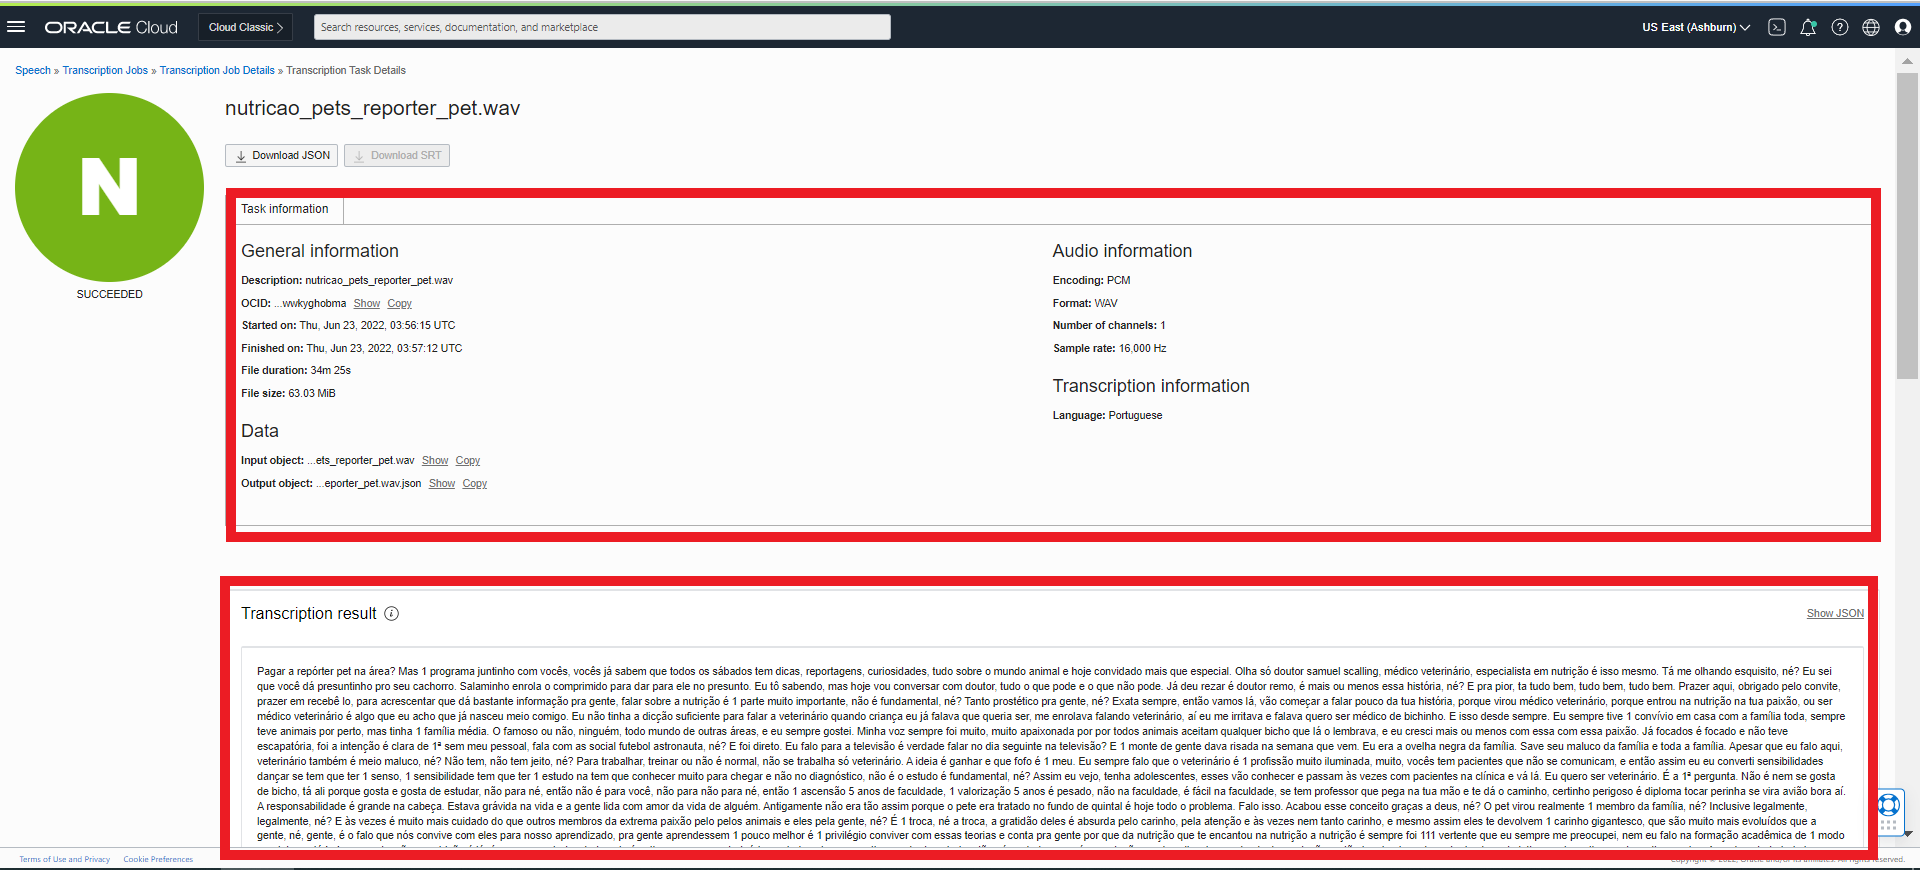 ORACLE Cloud
Cloud Classic
Search resources, services, documentation, and marketplace
US East (Ashburn)
Speech » Transcription Jobs » Transcription Job Details » Transcription Task Details
N
SUCCEEDED
nutricao_pets_reporter_pet.wav
Download JSON
Download SRT
Task information
General information
Description: nutricao_pets_reporter_pet.wav
OCID: ...wwkyghobma Show Copy
Started on: Thu, Jun 23, 2022, 03:56:15 UTC
Finished on: Thu, Jun 23, 2022, 03:57:12 UTC
File duration: 34m 25s
File size: 63.03 MiB
Data
Input object: ...ets_reporter_pet.wav Show Copy
Output object: ...eporter_pet.wav.json Show Copy
Audio information
Encoding: PCM
Format: WAV
Number of channels: 1
Sample rate: 16,000 Hz
Transcription information
Language: Portuguese
Transcription result
Show JSON
Pagar a repórter pet na área? Mas 1 programa juntinho com vocês, vocês já sabem que todos os sábados tem dicas, reportagens, curiosidades, tudo sobre o mundo animal e hoje convidado mais que especial. Olha só doutor samuel scalling, médico veterinário, especialista em nutrição é isso mesmo. Tá me olhando esquisito, né? Eu sei
que você dá presuntinho pro seu cachorro. Salaminho enrola o comprimido para dar para ele no presunto. Eu tô sabendo, mas hoje vou conversar com doutor, tudo o que pode e o que não pode. Já deu rezar é doutor remo, é mais ou menos essa história, né? E pra pior, ta tudo bem, tudo bem, tudo bem. Prazer aqui, obrigado pelo convite,
prazer em recebê lo, para acrescentar que dá bastante informação pra gente, falar sobre a nutrição é 1 parte muito importante, não é fundamental, né? Tanto prostético pra gente, né? Exata sempre, então vamos lá, vão começar a falar pouco da tua história, porque virou médico veterinário, porque entrou na nutrição na tua paixão, ou ser
médico veterinário é algo que eu acho que já nasceu meio comigo. Eu não tinha a dicção suficiente para falar a veterinário quando criança eu já falava que queria ser, me enrolava falando veterinário, aí eu me irritava e falava quero ser médico de bichinho. E isso desde sempre. Eu sempre tive 1 convívio em casa com a família toda, sempre
teve animais por perto, mas tinha 1 família média. O famoso ou não, ninguém, todo mundo de outras áreas, e eu sempre gostei. Minha voz sempre foi muito, muito apaixonada por por todos animais aceitam qualquer bicho que lá o lembrava, e eu cresci mais ou menos com essa com essa paixão. Já focados é focado e não teve
escapatória, foi a intenção é clara de 1ª sem meu pessoal, fala com as social futebol astronauta, né? E foi direto. Eu falo para a televisão é verdade falar no dia seguinte na televisão? E 1 monte de gente dava risada na semana que vem. Eu era a ovelha negra da família. Save seu maluco da família e toda a família. Apesar que eu falo aqui,
veterinário também é meio maluco, né? Não tem, não tem jeito, né? Para trabalhar, treinar ou não é normal, não se trabalha só veterinário. A ideia é ganhar e que fofo é 1 meu. Eu sempre falo que o veterinário é 1 profissão muito iluminada, muito, vocês tem pacientes que não se comunicam, e então assim eu eu converti sensibilidades
dançar se tem que ter 1 senso, 1 sensibilidade tem que ter 1 estudo na tem que conhecer muito para chegar e não no diagnóstico, não é o estudo é fundamental, né? Assim eu vejo, tenha adolescentes, esses vão conhecer e passam às vezes com pacientes na clínica e vá lá. Eu quero ser veterinário. É a 1ª pergunta. Não é nem se gosta
de bicho, tá ali porque gosta e gosta de estudar, não para né, então não é para você, não para não para né, então 1 ascensão 5 anos de faculdade, 1 valorização 5 anos é pesado, não na faculdade, é fácil na faculdade, se tem professor que pega na tua mão e te dá o caminho, certinho perigoso é diploma tocar perinha se vira avião bora aí.
A responsabilidade é grande na cabeça. Estava grávida na vida e a gente lida com amor da vida de alguém. Antigamente não era tão assim porque o pete era tratado no fundo de quintal é hoje todo o problema. Falo isso. Acabou esse conceito graças a deus, né? O pet virou realmente 1 membro da família, né? Inclusive legalmente,
legalmente, né? E às vezes é muito mais cuidado do que outros membros da extrema paixão pelo pelos animais e eles pela gente, né? É 1 troca, né a troca, a gratidão deles é absurda pelo carinho, pela atenção e às vezes nem tanto carinho, e mesmo assim eles te devolvem 1 carinho gigantesco, que são muito mais evoluídos que a
gente, né, gente, é o falo que nós convive com eles para nosso aprendizado, pra gente aprendessem 1 pouco melhor é 1 privilégio conviver com essas teorias e conta pra gente por que da nutrição que te encantou na nutrição a nutrição é sempre foi 111 vertente que eu sempre me preocupei, nem eu falo na formação acadêmica de 1 modo
Terms of Use and Privacy Cookie Preferences